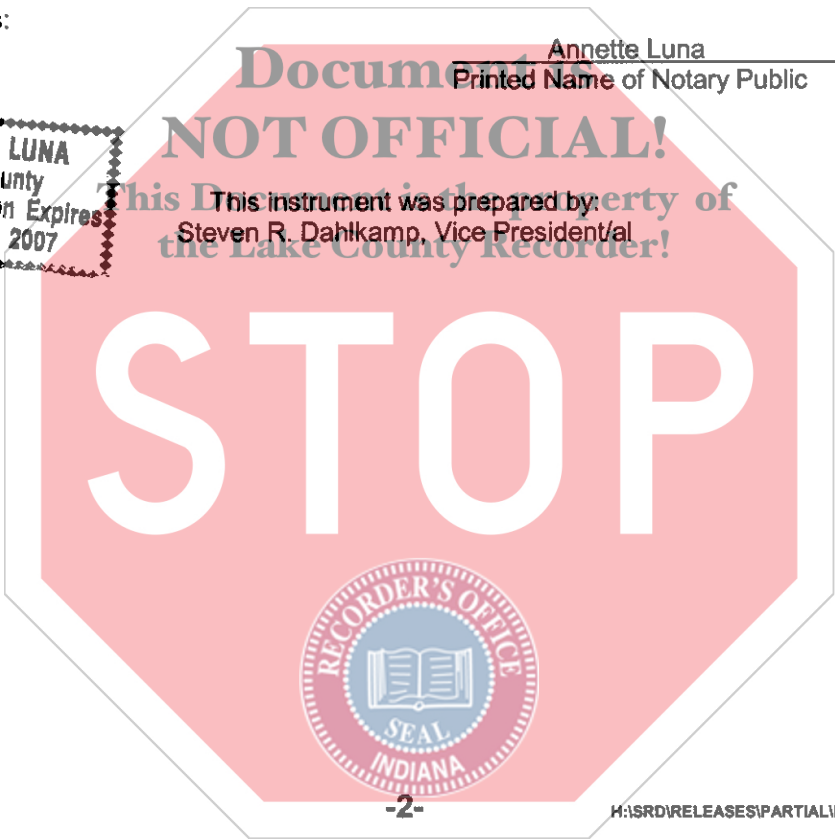 s:
Annette Luna
Document is
Printed Name of Notary Public
NOT OFFICIAL!
LUNA
unty
on Expires
2007
This Document is the property of
This instrument was prepared by:
the Lake County Recorder!
Steven R. Dahlkamp, Vice President/al
STOP
RECORDER'S OFFICE
SEAL
INDIANA
-2-
H:\SRD\RELEASES\PARTIAL\